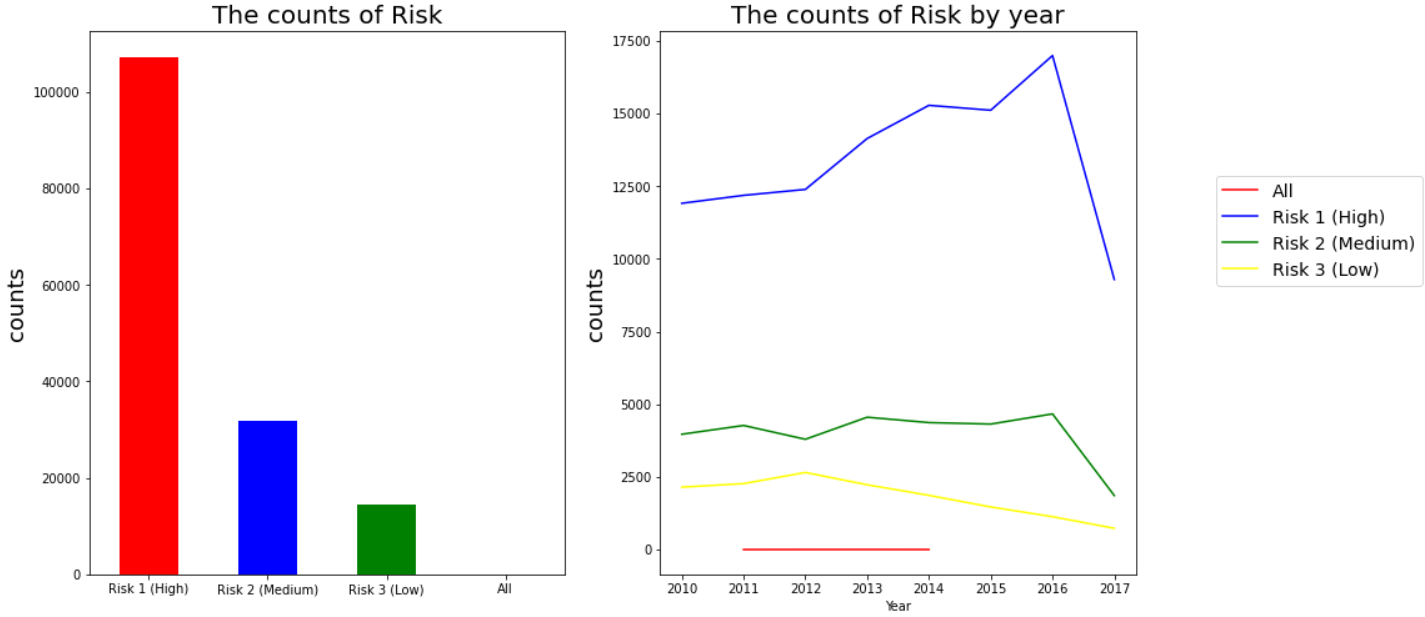 The counts of Risk
counts
100000
80000
60000
40000
20000
0
Risk 1 (High) Risk 2 (Medium) Risk 3 (Low) All
The counts of Risk by year
counts
17500
15000
12500
10000
7500
5000
2500
0
2010 2011 2012 2013 2014 2015 2016 2017
Year
All
Risk 1 (High)
Risk 2 (Medium)
Risk 3 (Low)